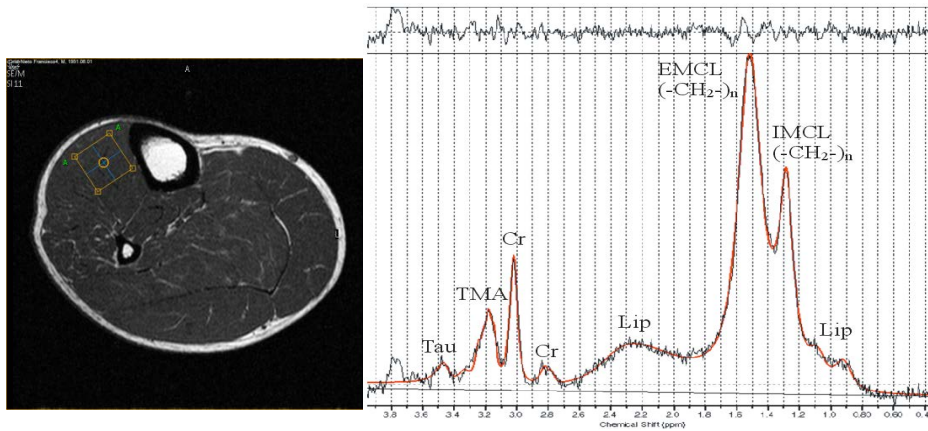 SE/M
SI 11
A
A
A
EMCL
(-CH₂-)ₙ
IMCL
(-CH₂-)ₙ
Cr
TMA
Tau
Cr
Lip
Lip
3.8 3.6 3.4 3.2 3.0 2.8 2.6 2.4 2.2 2.0 1.8 1.6 1.4 1.2 1.0 0.80 0.60 0.4
Chemical Shift (ppm)